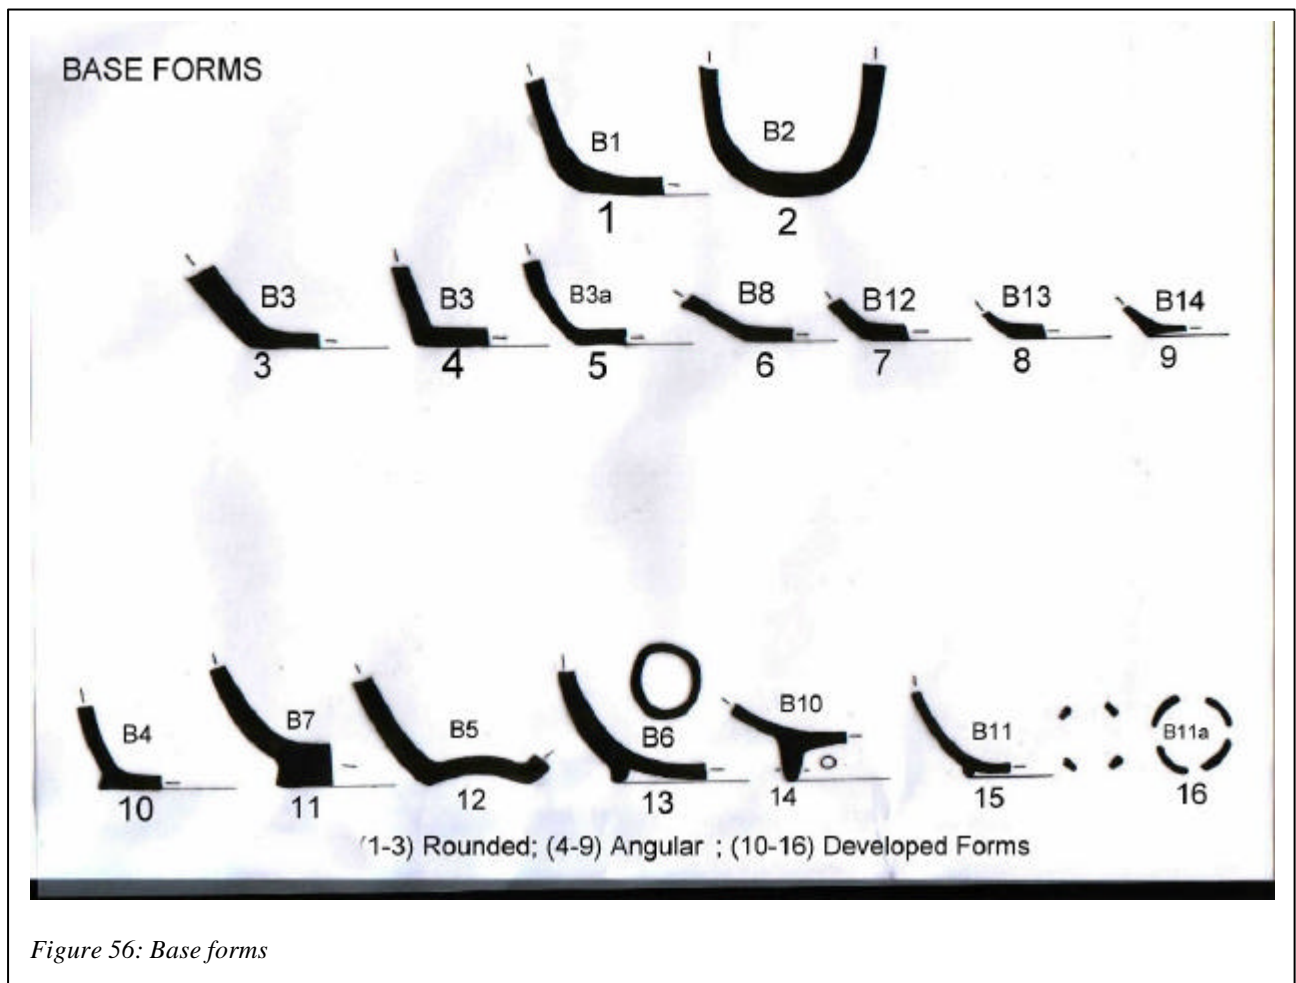 BASE FORMS
B1 B2
1 2
B3 B3 B3a B8 B12 B13 B14
3 4 5 6 7 8 9
B4 B7 B5 B6 B10 B11 B11a
10 11 12 13 14 15 16
(1-3) Rounded; (4-9) Angular ; (10-16) Developed Forms
Figure 56: Base forms